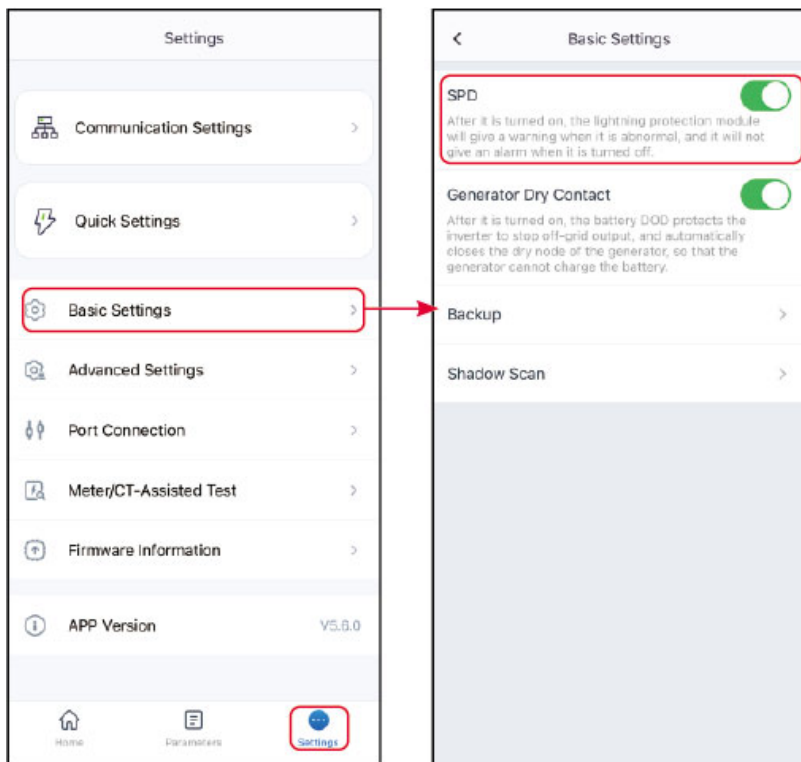 Settings
Communication Settings
Quick Settings
Basic Settings
Advanced Settings
Port Connection
Meter/CT-Assisted Test
Firmware Information
APP Version V5.6.0
Home Parameters Settings
Basic Settings
SPD
After it is turned on, the lightning protection module
will give a warning when it is abnormal, and it will not
give an alarm when it is turned off.
Generator Dry Contact
After it is turned on, the battery DOD protects the
inverter to stop off-grid output, and automatically
closes the dry node of the generator, so that the
generator cannot charge the battery.
Backup
Shadow Scan